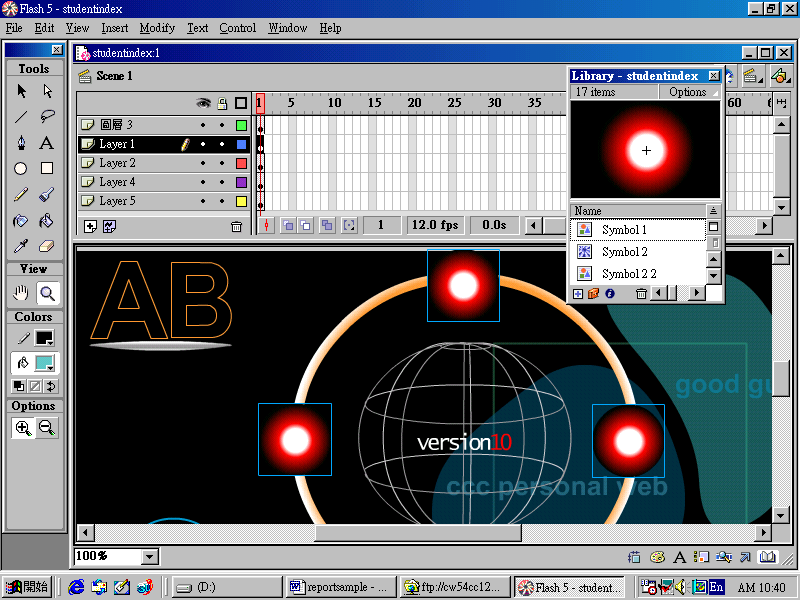 Flash 5 - studentindex
File Edit View Insert Modify Text Control Window Help
studentindex:1
Tools
Scene 1
Library - studentindex
17 items Options
1 5 10 15 20 25 30 35 60
圖層 3
Layer 1
Layer 2
Layer 4
Layer 5
1 12.0 fps 0.0s
Name
Symbol 1
Symbol 2
Symbol 2 2
View
Colors
Options
AB
good gu
version10
ccc personal web
100%
開始 (D:) reportsample - ... ftp://cw54cc12... Flash 5 - student... En AM 10:40